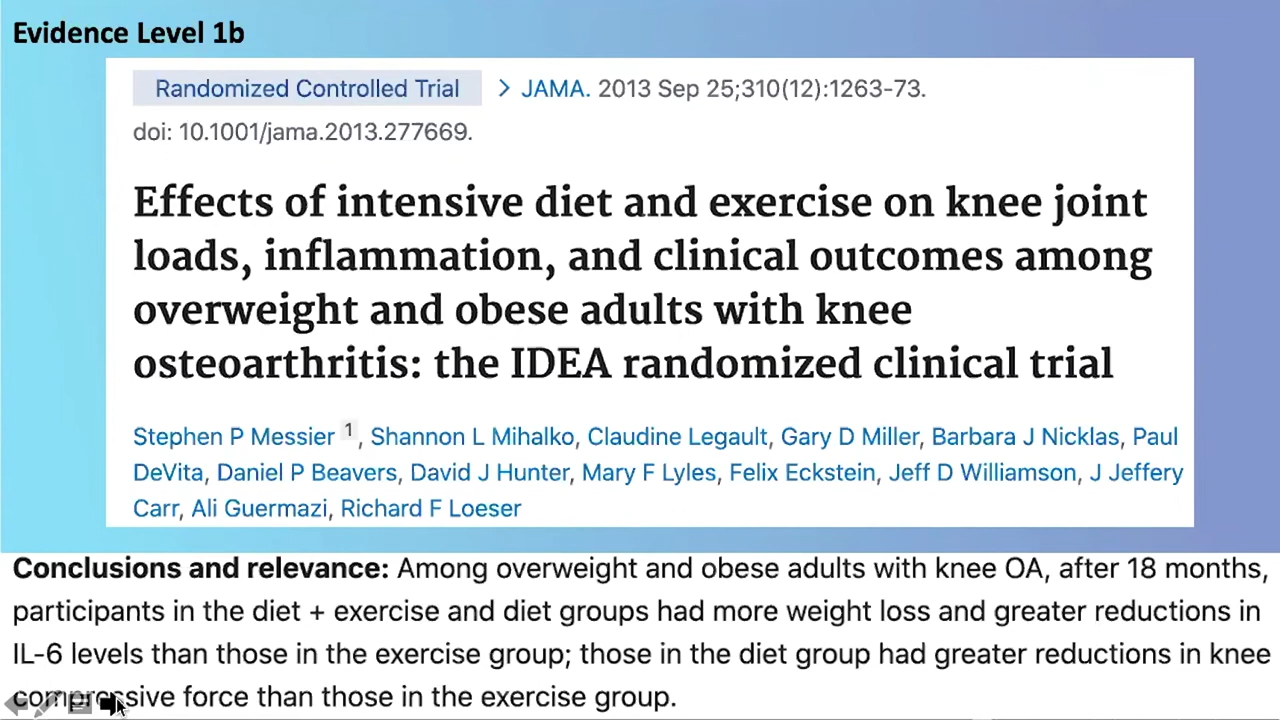 Evidence Level 1b
Randomized Controlled Trial > JAMA. 2013 Sep 25;310(12):1263-73.
doi: 10.1001/jama.2013.277669.
Effects of intensive diet and exercise on knee joint
loads, inflammation, and clinical outcomes among
overweight and obese adults with knee
osteoarthritis: the IDEA randomized clinical trial
Stephen P Messier 1, Shannon L Mihalko, Claudine Legault, Gary D Miller, Barbara J Nicklas, Paul
DeVita, Daniel P Beavers, David J Hunter, Mary F Lyles, Felix Eckstein, Jeff D Williamson, J Jeffery
Carr, Ali Guermazi, Richard F Loeser
Conclusions and relevance: Among overweight and obese adults with knee OA, after 18 months,
participants in the diet + exercise and diet groups had more weight loss and greater reductions in
IL-6 levels than those in the exercise group; those in the diet group had greater reductions in knee
compressive force than those in the exercise group.